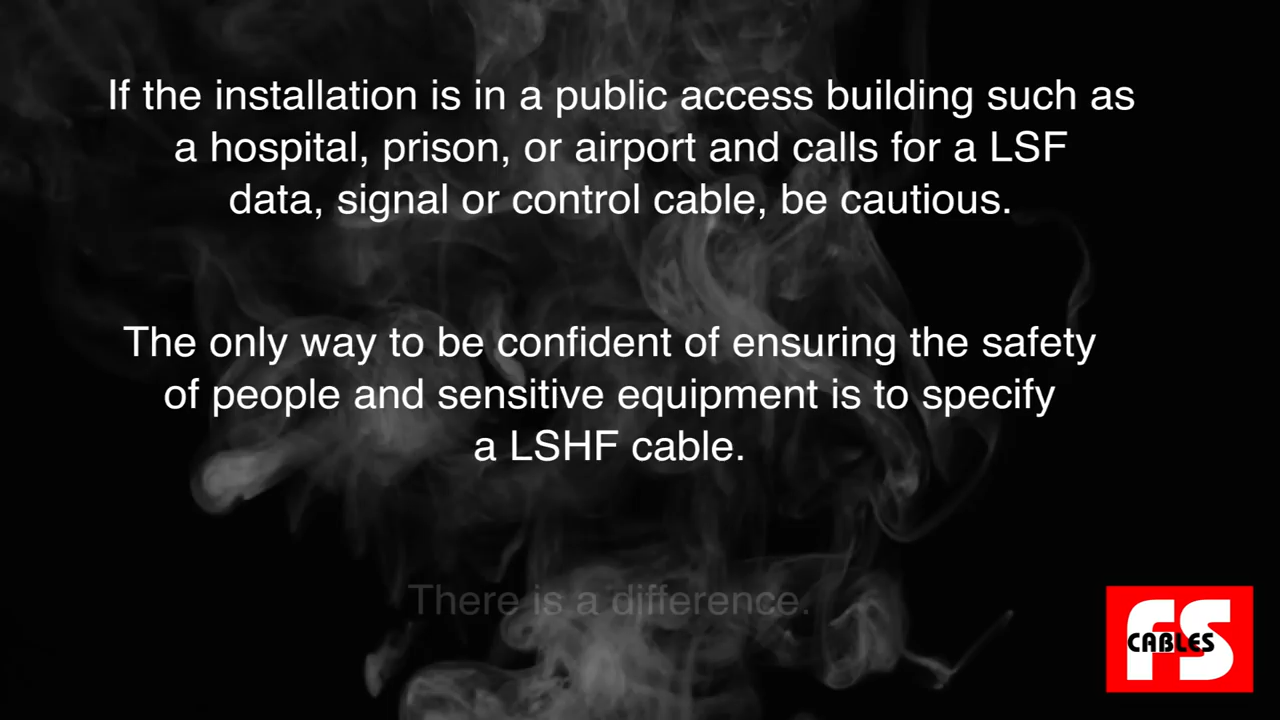 If the installation is in a public access building such as
a hospital, prison, or airport and calls for a LSF
data, signal or control cable, be cautious.
The only way to be confident of ensuring the safety
of people and sensitive equipment is to specify
a LSHF cable.
There is a difference.
FS
CABLES